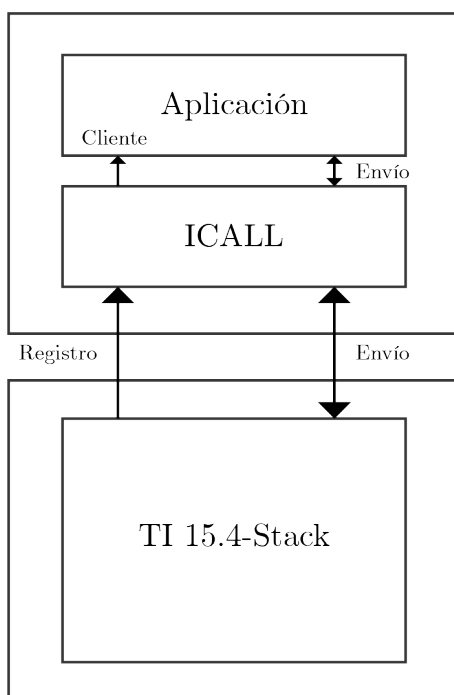 Aplicación
Cliente
Envío
ICALL
Registro
Envío
TI 15.4-Stack